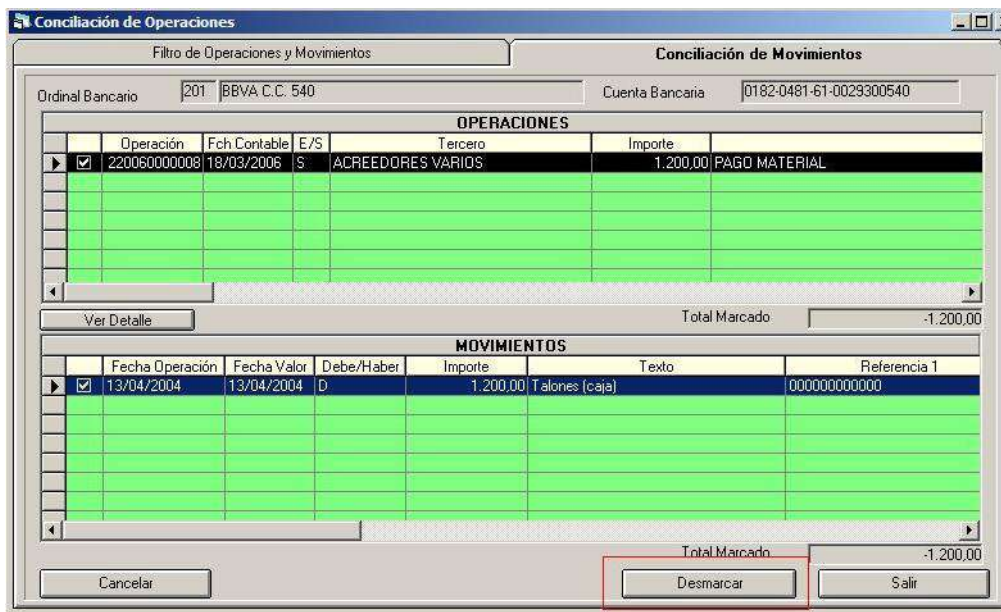 Conciliación de Operaciones
Filtro de Operaciones y Movimientos
Conciliación de Movimientos
Ordinal Bancario 201 BBVA C.C. 540 Cuenta Bancaria 0182-0481-61-0029300540
OPERACIONES
Operación Fch Contable E/S Tercero Importe
220060000008 18/03/2006 S ACREEDORES VARIOS 1.200,00 PAGO MATERIAL
Ver Detalle Total Marcado -1.200,00
MOVIMIENTOS
Fecha Operación Fecha Valor Debe/Haber Importe Texto Referencia 1
13/04/2004 13/04/2004 D 1.200,00 Talones (caja) 000000000000
Total Marcado -1.200,00
Cancelar Desmarcar Salir